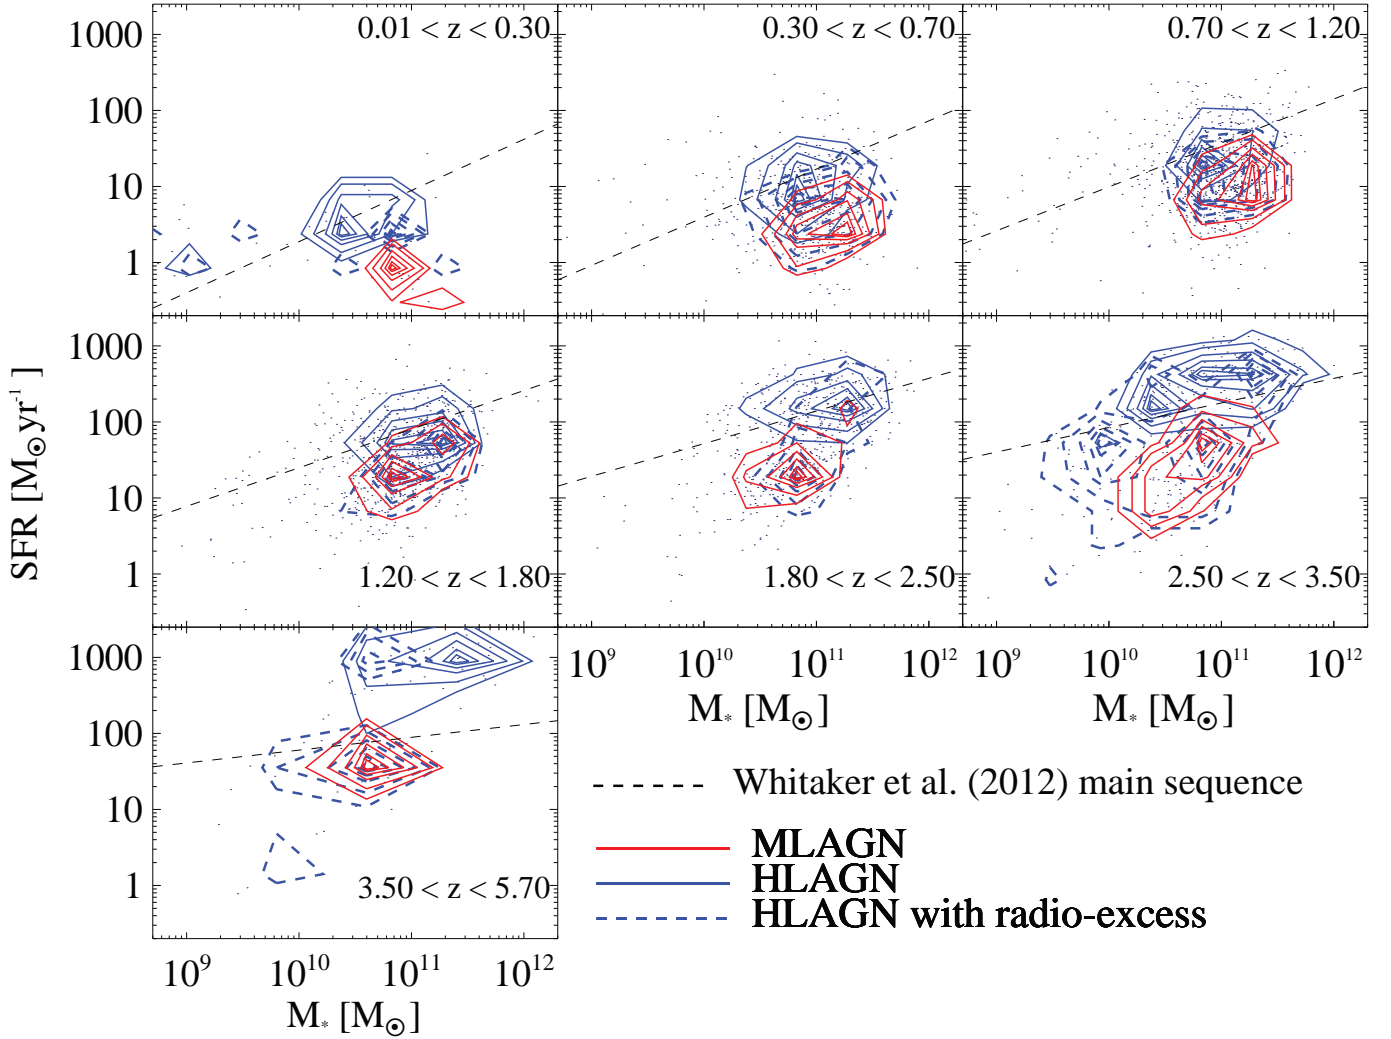 0.01 < z < 0.30
0.30 < z < 0.70
0.70 < z < 1.20
1000
100
10
1
SFR [M⊙yr⁻¹]
1000
100
10
1
1.20 < z < 1.80
1.80 < z < 2.50
2.50 < z < 3.50
10⁹ 10¹⁰ 10¹¹ 10¹²
M* [M⊙]
10⁹ 10¹⁰ 10¹¹ 10¹²
M* [M⊙]
1000
100
10
1
3.50 < z < 5.70
10⁹ 10¹⁰ 10¹¹ 10¹²
M* [M⊙]
Whitaker et al. (2012) main sequence
MLAGN
HLAGN
HLAGN with radio-excess